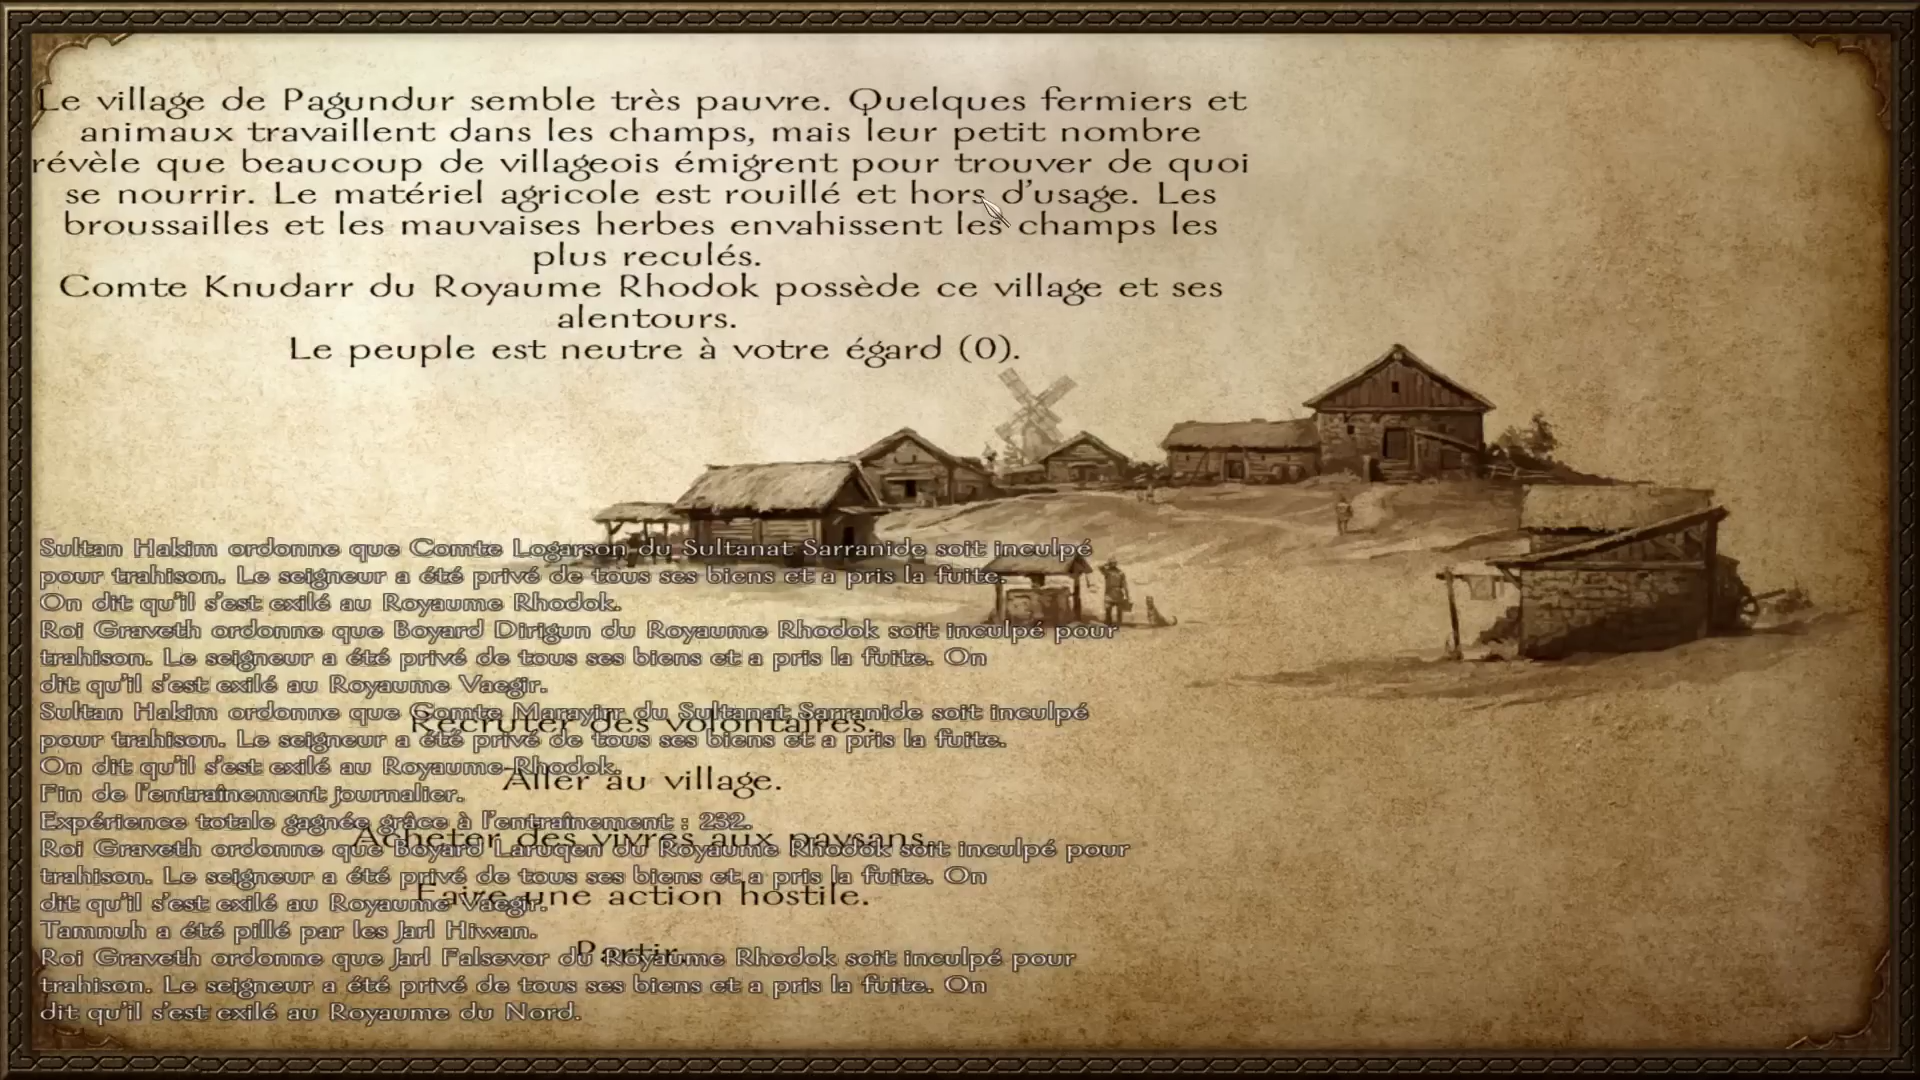 Le village de Pagundur semble très pauvre. Quelques fermiers et
animaux travaillent dans les champs, mais leur petit nombre
révèle que beaucoup de villageois émigrent pour trouver de quoi
se nourrir. Le matériel agricole est rouillé et hors d'usage. Les
broussailles et les mauvaises herbes envahissent les champs les
plus reculés.
Comte Knudarr du Royaume Rhodok possède ce village et ses
alentours.
Le peuple est neutre à votre égard (0).
Sultan Hakim ordonne que Comte Logarson du Sultanat Sarranide soit inculpé
pour trahison. Le seigneur a été privé de tous ses biens et a pris la fuite.
On dit qu'il s'est exilé au Royaume Rhodok.
Roi Graveth ordonne que Boyard Dirigun du Royaume Rhodok soit inculpé pour
trahison. Le seigneur a été privé de tous ses biens et a pris la fuite. On
dit qu'il s'est exilé au Royaume Vaegir.
Sultan Hakim ordonne que Comte Marayirr du Sultanat Sarranide soit inculpé
pour trahison. Le seigneur a été privé de tous ses biens et a pris la fuite.
On dit qu'il s'est exilé au Royaume Rhodok.
Fin de l'entraînement journalier.
Expérience totale gagnée grâce à l'entraînement : 232.
Roi Graveth ordonne que Boyard Laruqen du Royaume Rhodok soit inculpé pour
trahison. Le seigneur a été privé de tous ses biens et a pris la fuite. On
dit qu'il s'est exilé au Royaume Vaegir.
Tamnuh a été pillé par les Jarl Hiwan.
Roi Graveth ordonne que Jarl Falsevor du Royaume Rhodok soit inculpé pour
trahison. Le seigneur a été privé de tous ses biens et a pris la fuite. On
dit qu'il s'est exilé au Royaume du Nord.
Recruter des volontaires.
Aller au village.
Acheter des vivres aux paysans.
Faire une action hostile.
Partir.